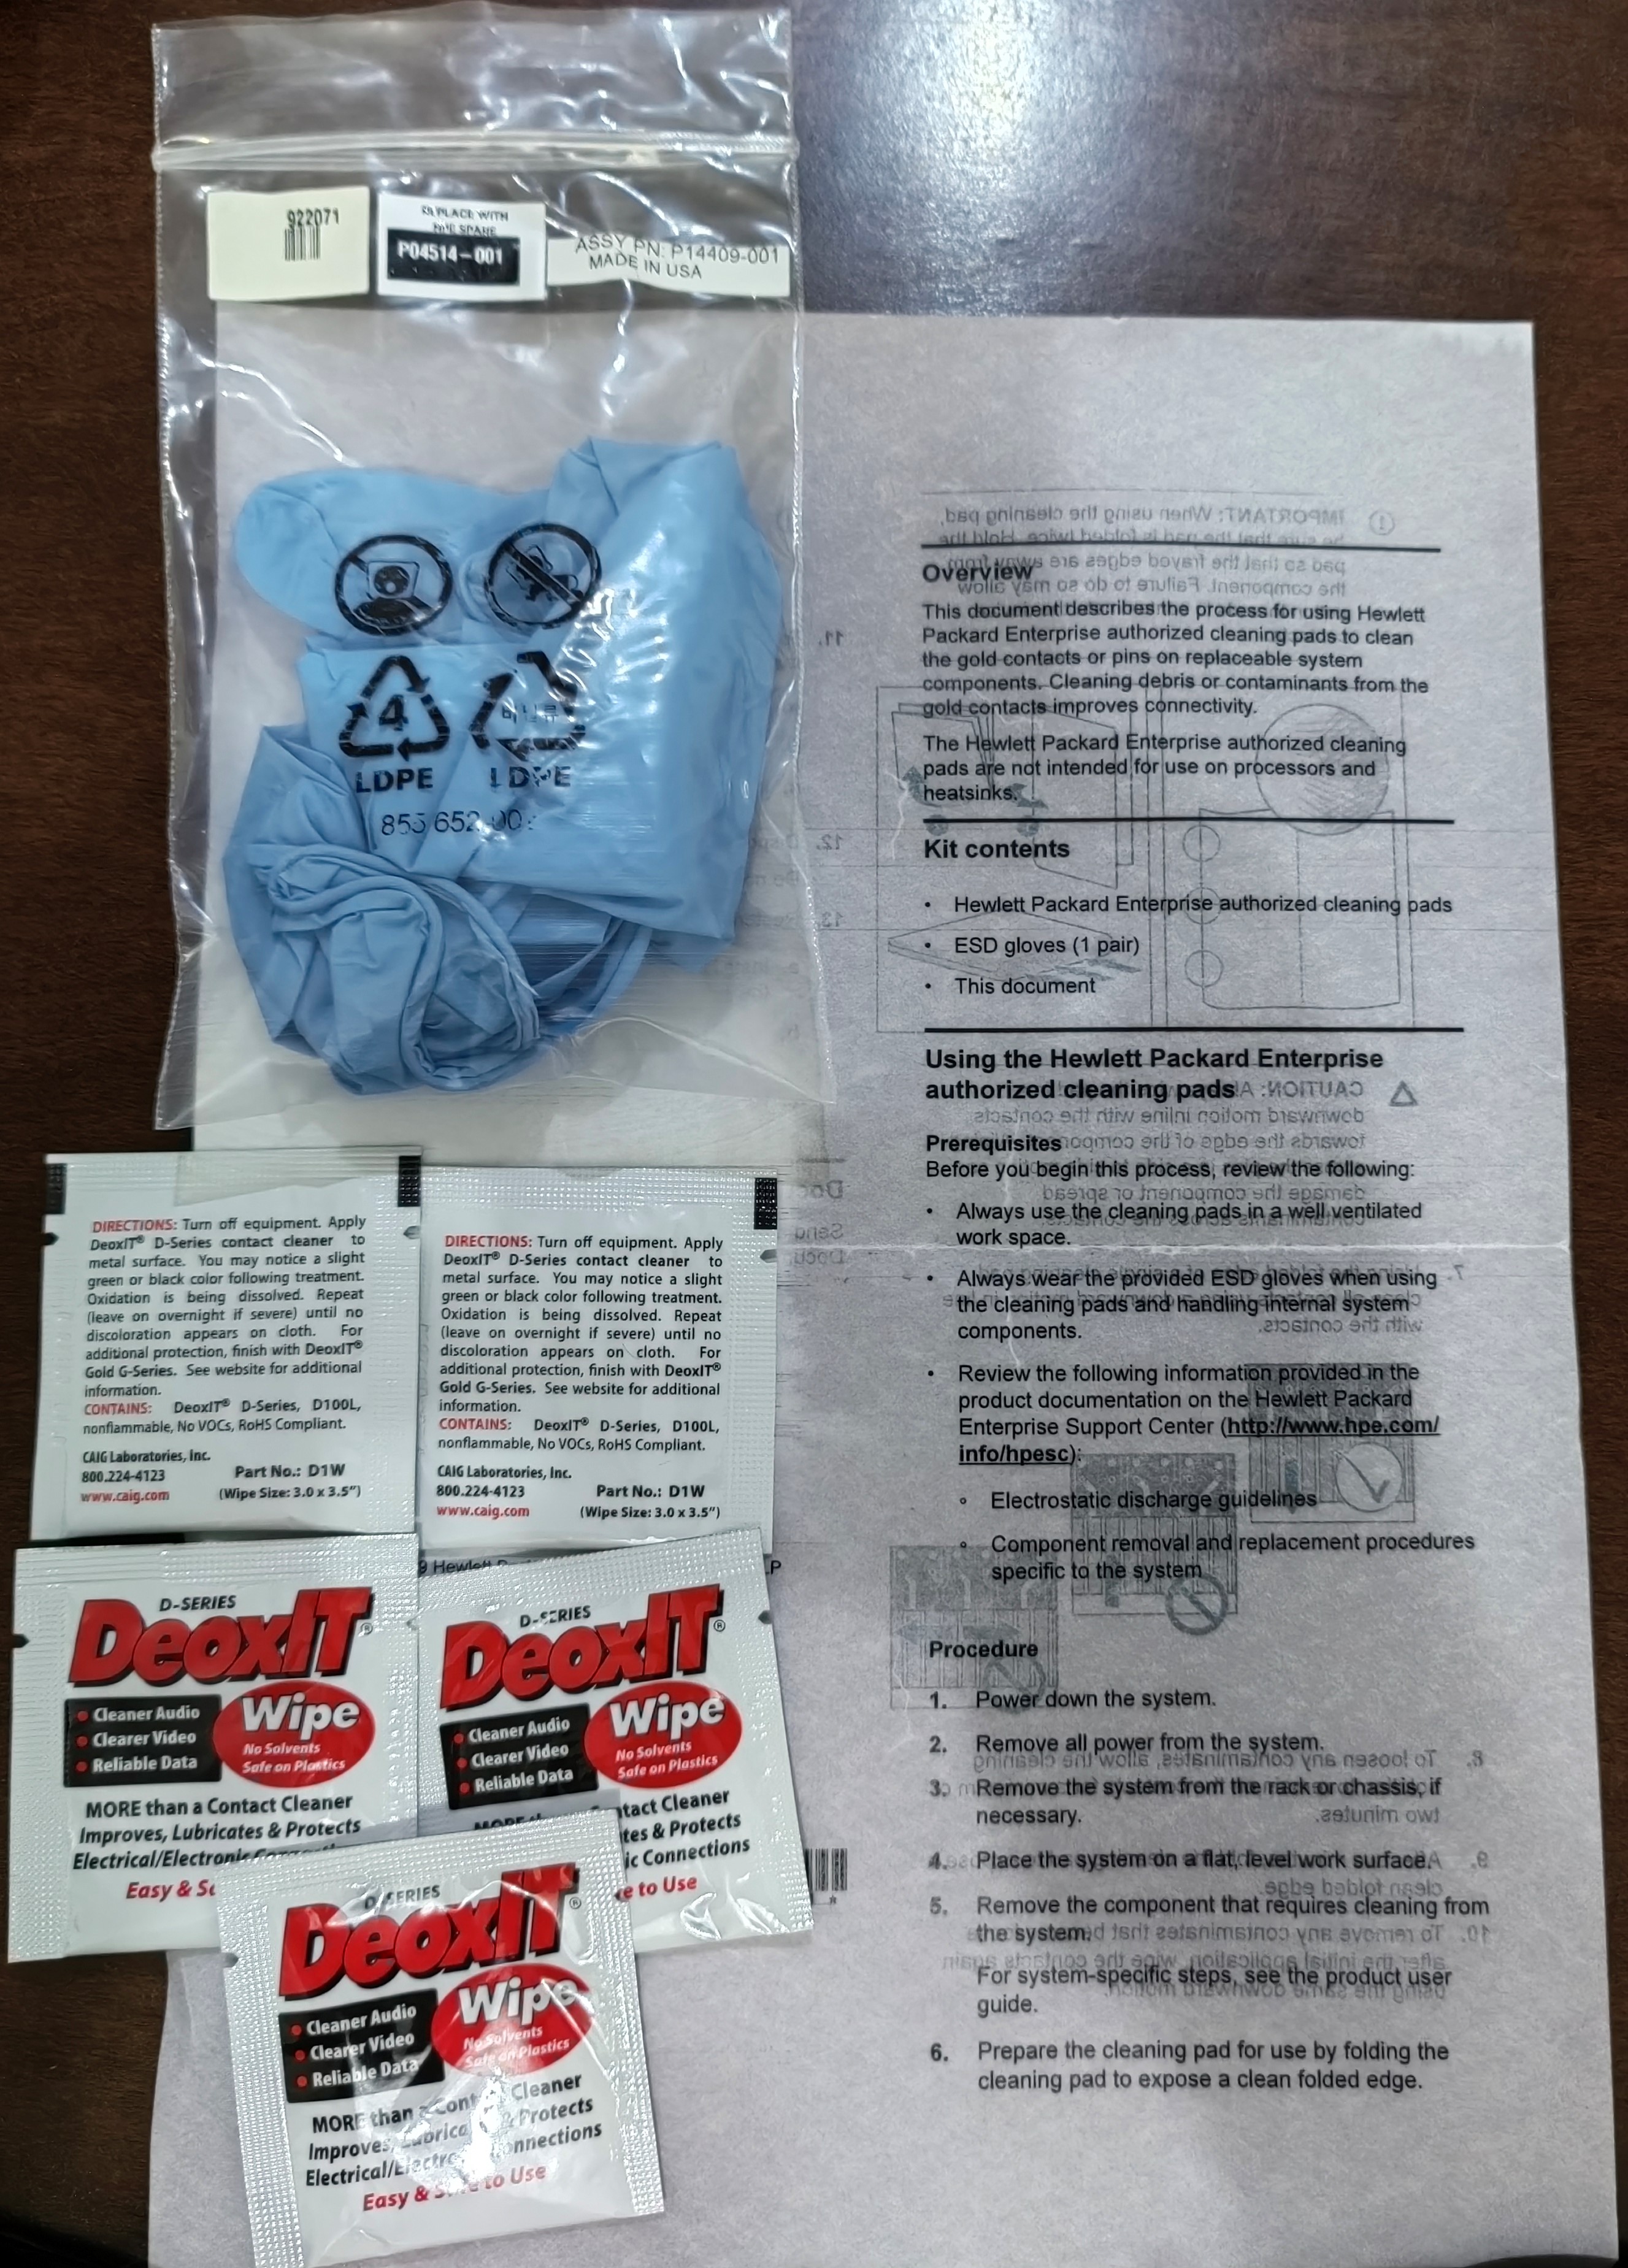 922071
REPLACE WITH
HPE SPARE
P04514-001
ASSY PN: P14409-001
MADE IN USA
4
LDPE
LDPE
비닐류
855 652 00
Overview
This document describes the process for using Hewlett
Packard Enterprise authorized cleaning pads to clean
the gold contacts or pins on replaceable system
components. Cleaning debris or contaminants from the
gold contacts improves connectivity.
The Hewlett Packard Enterprise authorized cleaning
pads are not intended for use on processors and
heatsinks.
Kit contents
• Hewlett Packard Enterprise authorized cleaning pads
• ESD gloves (1 pair)
• This document
Using the Hewlett Packard Enterprise
authorized cleaning pads
Prerequisites
Before you begin this process, review the following:
• Always use the cleaning pads in a well ventilated
work space.
• Always wear the provided ESD gloves when using
the cleaning pads and handling internal system
components.
• Review the following information provided in the
product documentation on the Hewlett Packard
Enterprise Support Center (http://www.hpe.com/
info/hpesc):
◦ Electrostatic discharge guidelines
◦ Component removal and replacement procedures
specific to the system
Procedure
1. Power down the system.
2. Remove all power from the system.
3. Remove the system from the rack or chassis, if
necessary.
4. Place the system on a flat, level work surface.
5. Remove the component that requires cleaning from
the system.
For system-specific steps, see the product user
guide.
6. Prepare the cleaning pad for use by folding the
cleaning pad to expose a clean folded edge.
DIRECTIONS: Turn off equipment. Apply
DeoxIT® D-Series contact cleaner to
metal surface. You may notice a slight
green or black color following treatment.
Oxidation is being dissolved. Repeat
(leave on overnight if severe) until no
discoloration appears on cloth. For
additional protection, finish with DeoxIT®
Gold G-Series. See website for additional
information.
CONTAINS: DeoxIT® D-Series, D100L,
nonflammable, No VOCs, RoHS Compliant.
CAIG Laboratories, Inc.
800.224-4123 Part No.: D1W
www.caig.com (Wipe Size: 3.0 x 3.5")
DIRECTIONS: Turn off equipment. Apply
DeoxIT® D-Series contact cleaner to
metal surface. You may notice a slight
green or black color following treatment.
Oxidation is being dissolved. Repeat
(leave on overnight if severe) until no
discoloration appears on cloth. For
additional protection, finish with DeoxIT®
Gold G-Series. See website for additional
information.
CONTAINS: DeoxIT® D-Series, D100L,
nonflammable, No VOCs, RoHS Compliant.
CAIG Laboratories, Inc.
800.224-4123 Part No.: D1W
www.caig.com (Wipe Size: 3.0 x 3.5")
Hewlett
P
D-SERIES
DeoxIT®
• Cleaner Audio
• Clearer Video
• Reliable Data
Wipe
No Solvents
Safe on Plastics
MORE than a Contact Cleaner
Improves, Lubricates & Protects
Electrical/Electronic
Easy &
D-SERIES
DeoxIT®
• Cleaner Audio
• Clearer Video
• Reliable Data
Wipe
No Solvents
Safe on Plastics
MORE Contact Cleaner
& Protects
Connections
to Use
D-SERIES
DeoxIT®
• Cleaner Audio
• Clearer Video
• Reliable Data
Wipe
No Solvents
Safe on Plastics
MORE than a Contact Cleaner
Improves, Lubricates & Protects
Electrical/Electronic Connections
Easy & Safe to Use